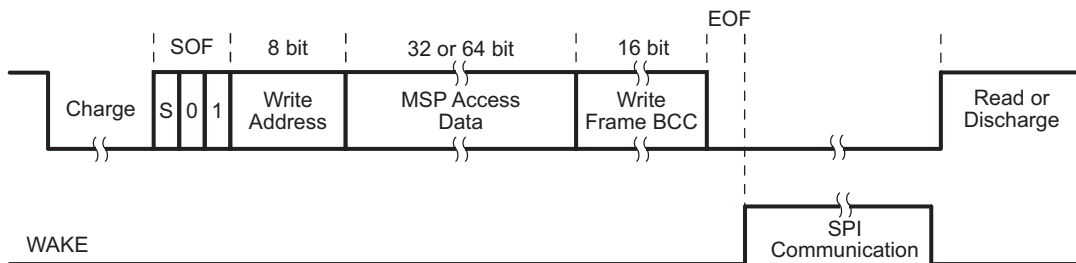 EOF
SOF 8 bit 32 or 64 bit 16 bit
Charge S 0 1 Write Address MSP Access Data Write Frame BCC Read or Discharge
WAKE SPI Communication